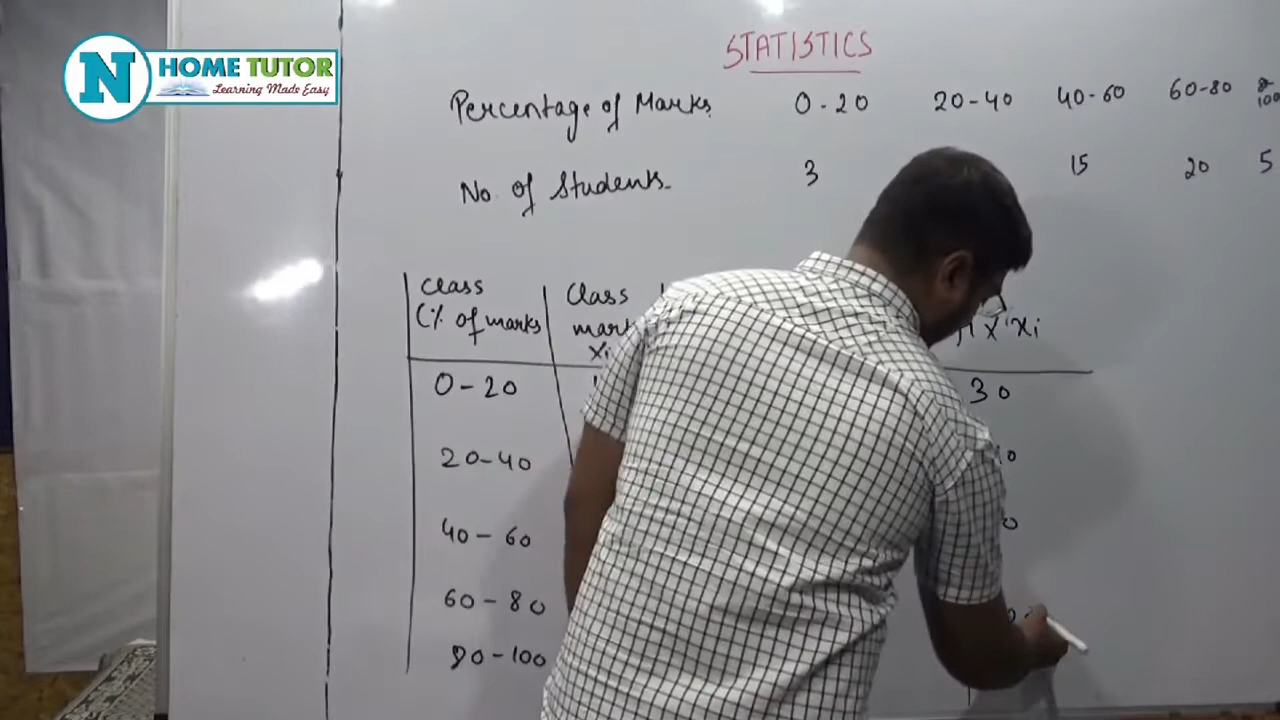 N HOME TUTOR
Learning Made Easy
STATISTICS
Percentage of Marks 0-20 20-40 40-60 60-80
No. of Students 3 15 20 5
Class Class
(% of marks mark
xi xi
0-20 30
20-40
40-60
60-80
80-100